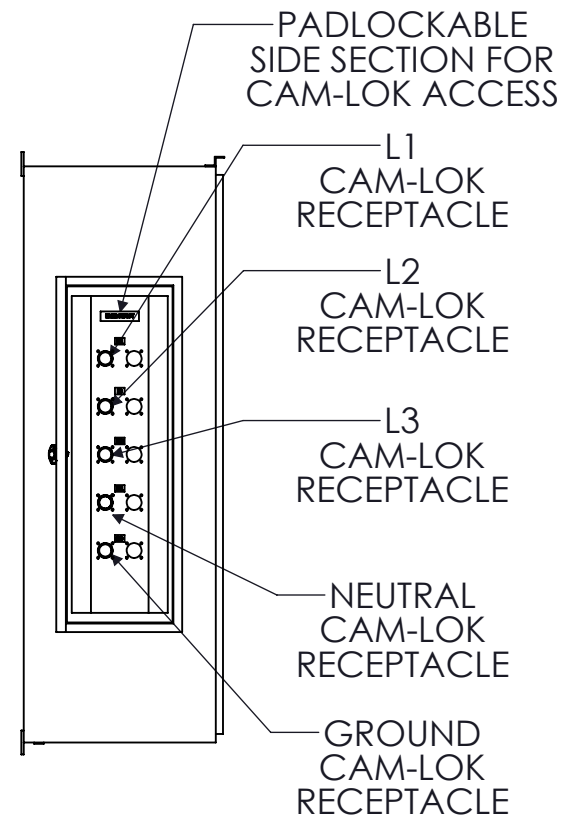 PADLOCKABLE
SIDE SECTION FOR
CAM-LOK ACCESS
L1
CAM-LOK
RECEPTACLE
L2
CAM-LOK
RECEPTACLE
L3
CAM-LOK
RECEPTACLE
NEUTRAL
CAM-LOK
RECEPTACLE
GROUND
CAM-LOK
RECEPTACLE